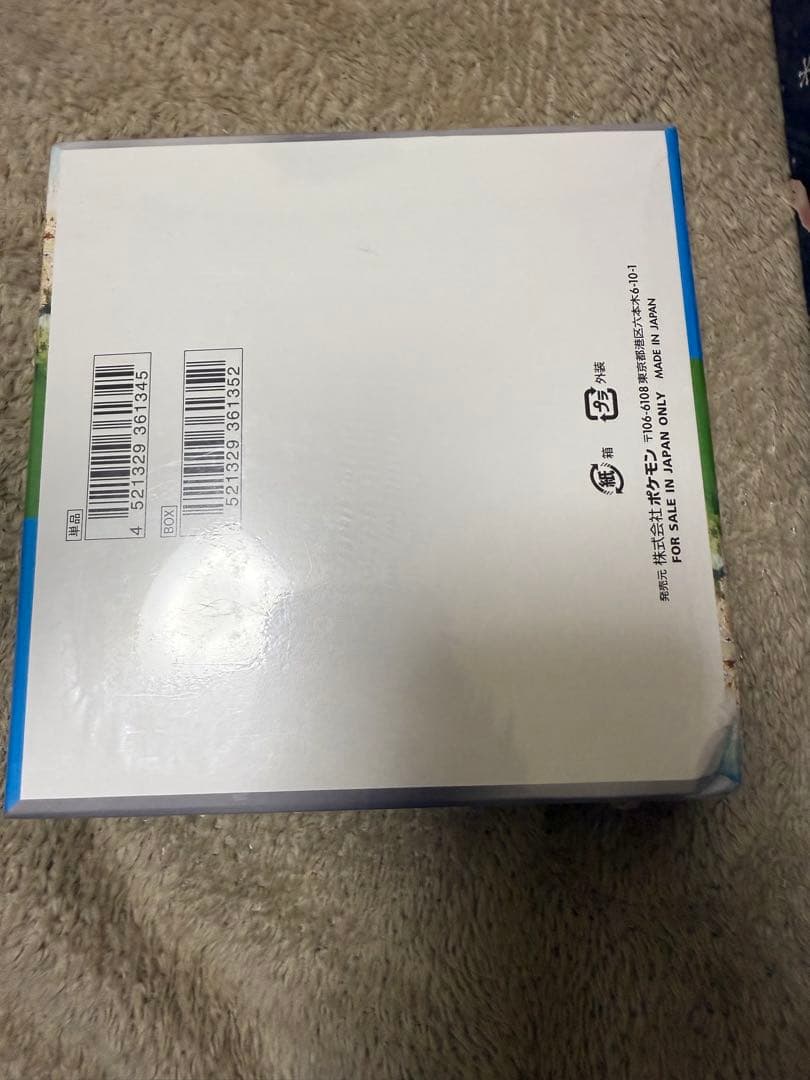 単品
4 521329 361345
BOX
4 521329 361352
紙 箱
プラ 外装
発売元 株式会社ポケモン 〒106-6108 東京都港区六本木6-10-1
FOR SALE IN JAPAN ONLY MADE IN JAPAN